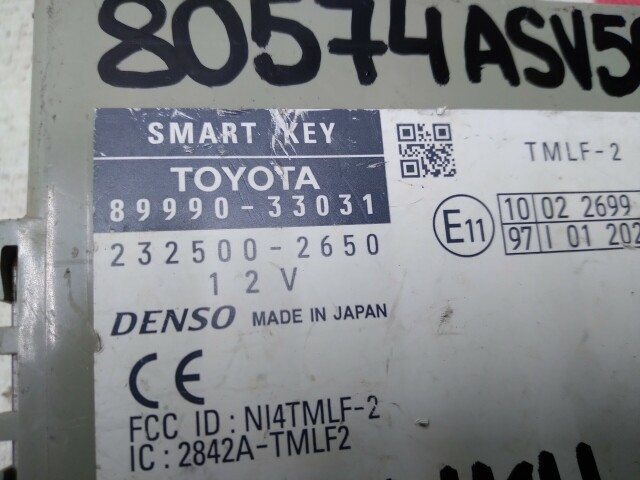 80574ASV5
SMART KEY
TMLF-2
TOYOTA
89990-33031
E11
10 02 2699
97 I 01 202
232500-2650
12V
DENSO MADE IN JAPAN
CE
FCC ID : NI4TMLF-2
IC : 2842A-TMLF2